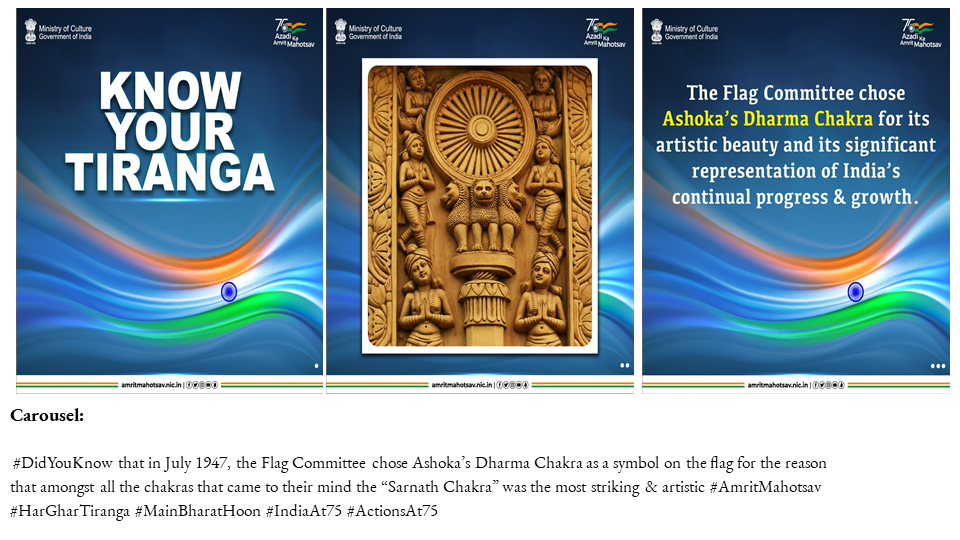 Ministry of Culture
Government of India
75
Azadi Ka
Amrit Mahotsav
KNOW
YOUR
TIRANGA
amritmahotsav.nic.in |
Ministry of Culture
Government of India
75
Azadi Ka
Amrit Mahotsav
amritmahotsav.nic.in |
Ministry of Culture
Government of India
75
Azadi Ka
Amrit Mahotsav
The Flag Committee chose
Ashoka’s Dharma Chakra for its
artistic beauty and its significant
representation of India’s
continual progress & growth.
amritmahotsav.nic.in |
Carousel:
#DidYouKnow that in July 1947, the Flag Committee chose Ashoka’s Dharma Chakra as a symbol on the flag for the reason
that amongst all the chakras that came to their mind the “Sarnath Chakra” was the most striking & artistic #AmritMahotsav
#HarGharTiranga #MainBharatHoon #IndiaAt75 #ActionsAt75